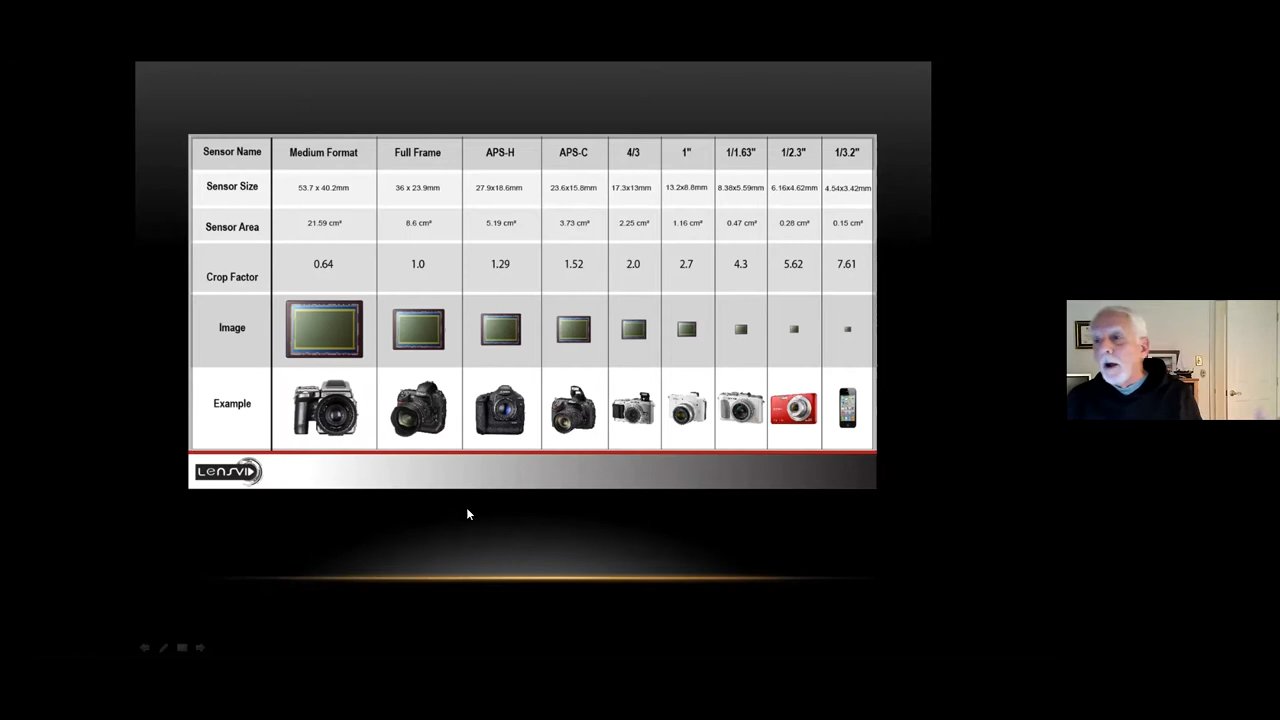 Sensor Name Medium Format Full Frame APS-H APS-C 4/3 1" 1/1.63" 1/2.3" 1/3.2"
Sensor Size 53.7 x 40.2mm 36 x 23.9mm 27.9x18.6mm 23.6x15.8mm 17.3x13mm 13.2x8.8mm 8.38x5.59mm 6.16x4.62mm 4.54x3.42mm
Sensor Area 21.59 cm² 8.6 cm² 5.19 cm² 3.73 cm² 2.25 cm² 1.16 cm² 0.47 cm² 0.28 cm² 0.15 cm²
Crop Factor 0.64 1.0 1.29 1.52 2.0 2.7 4.3 5.62 7.61
Image
Example
LENSVID